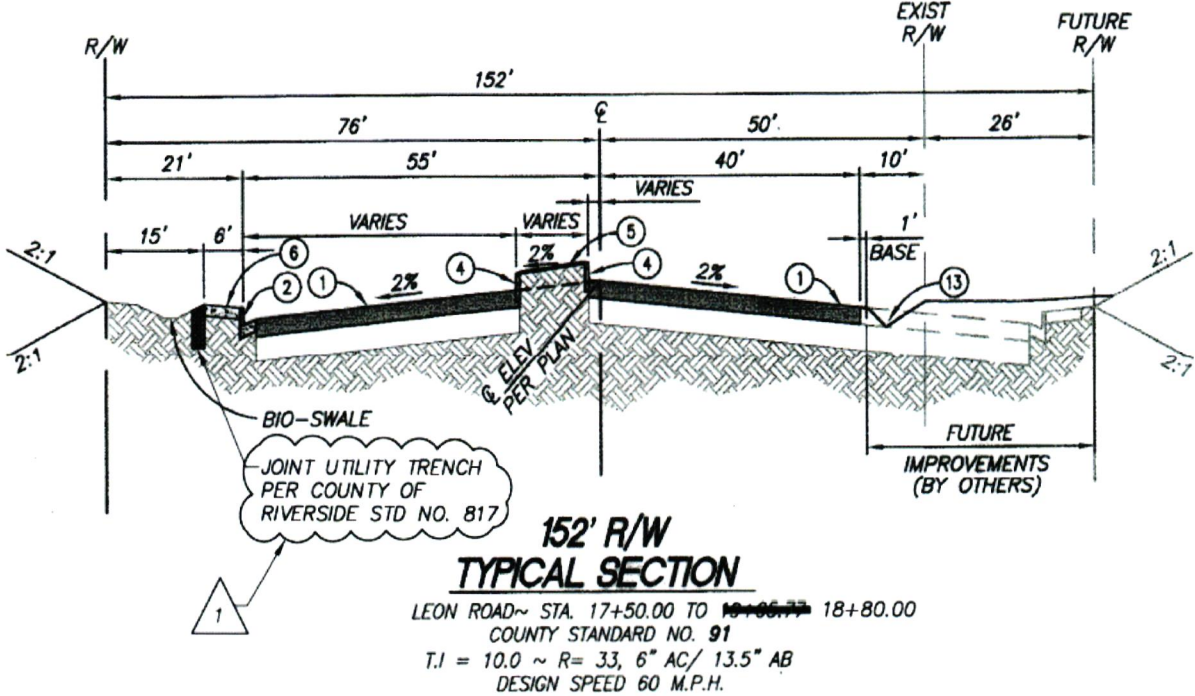 R/W
EXIST
R/W
FUTURE
R/W
152'
℄
76'
50'
26'
21'
55'
40'
10'
VARIES
15'
6'
VARIES
VARIES
1'
BASE
2:1
6
2
1
2%
4
2%
5
4
2%
1
13
2:1
2:1
2:1
℄ ELEV
PER PLAN
BIO-SWALE
JOINT UTILITY TRENCH
PER COUNTY OF
RIVERSIDE STD NO. 817
1
FUTURE
IMPROVEMENTS
(BY OTHERS)
152' R/W
TYPICAL SECTION
LEON ROAD~ STA. 17+50.00 TO 18+80.00
COUNTY STANDARD NO. 91
T.I = 10.0 ~ R= 33, 6" AC/ 13.5" AB
DESIGN SPEED 60 M.P.H.